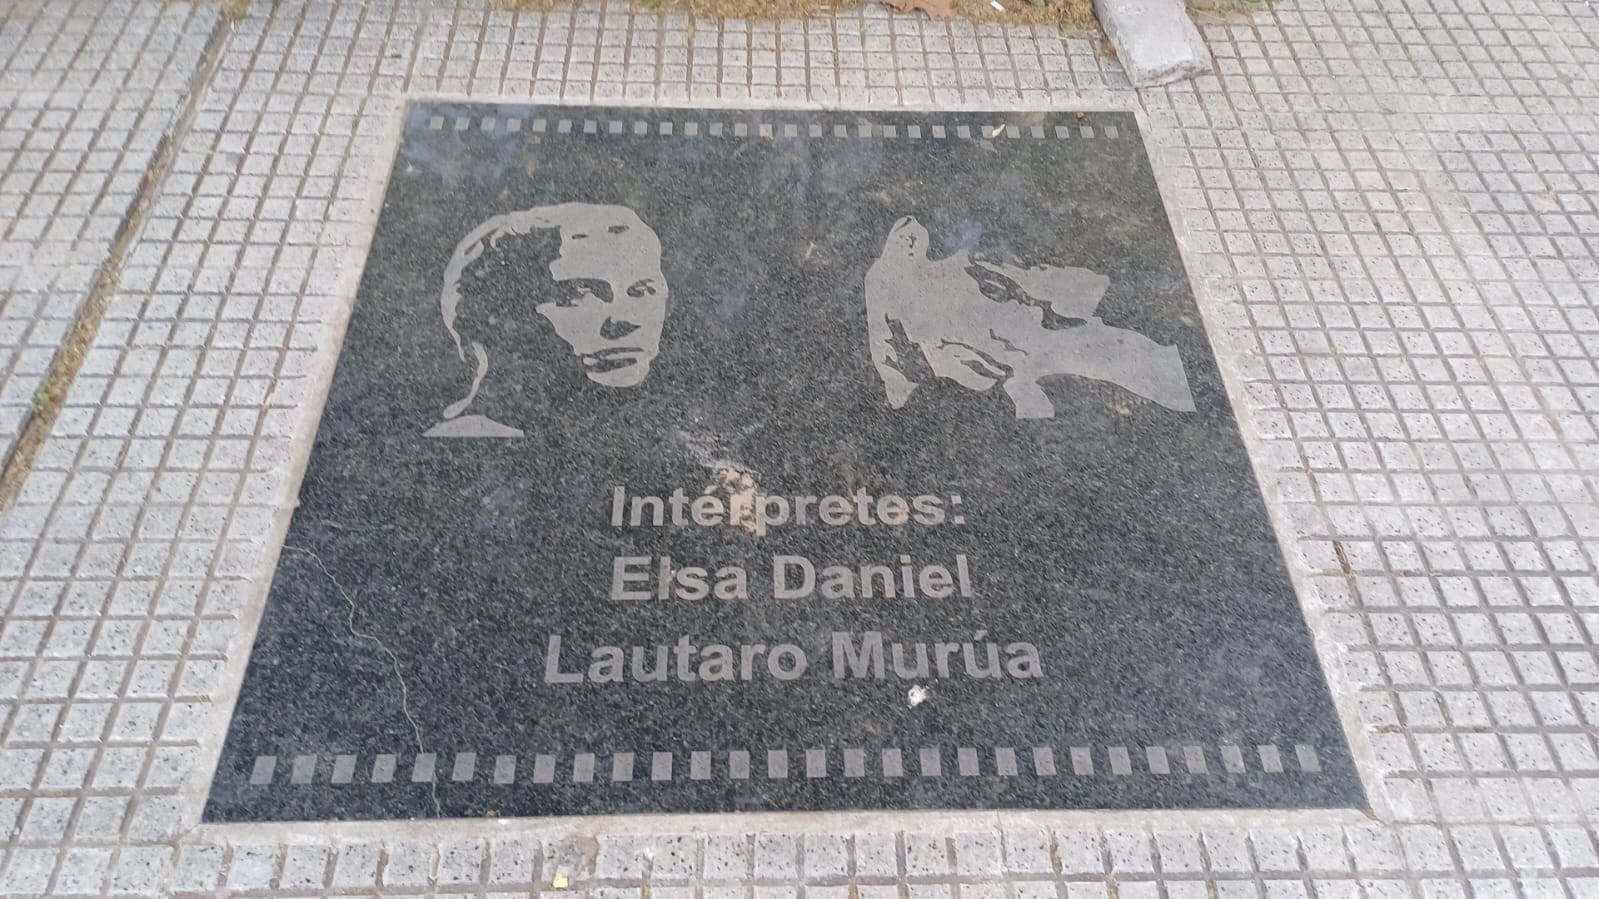 Intérpretes:
Elsa Daniel
Lautaro Murúa